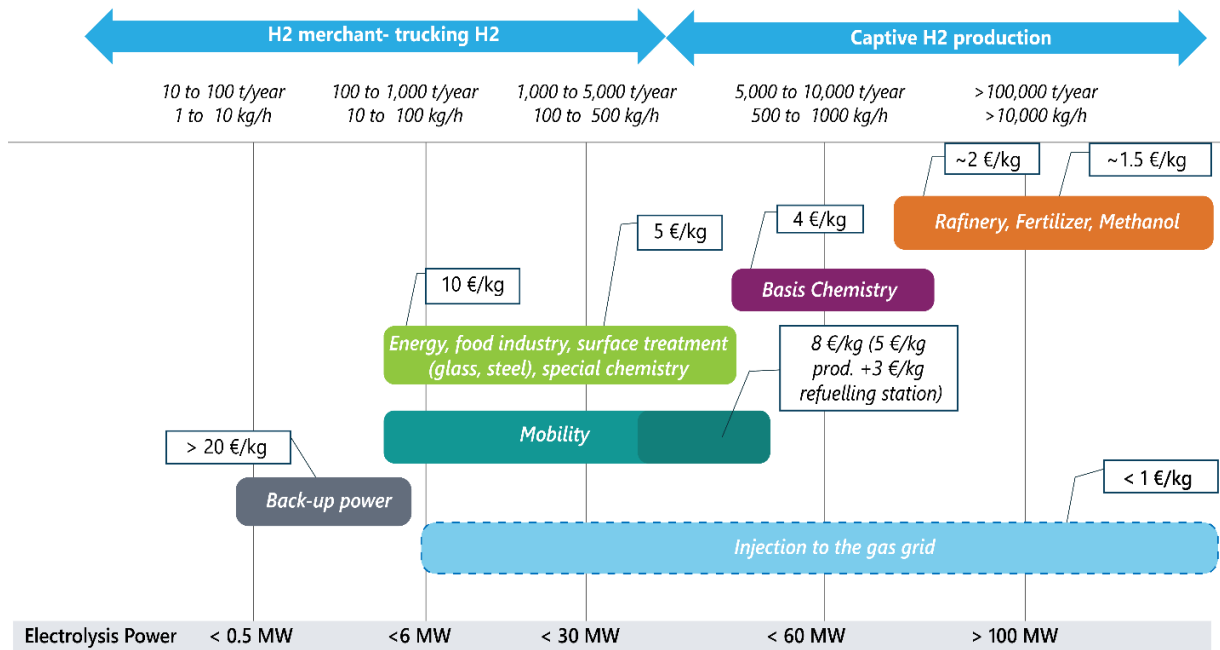 H2 merchant- trucking H2
Captive H2 production
10 to 100 t/year
1 to 10 kg/h
100 to 1,000 t/year
10 to 100 kg/h
1,000 to 5,000 t/year
100 to 500 kg/h
5,000 to 10,000 t/year
500 to 1000 kg/h
>100,000 t/year
>10,000 kg/h
~2 €/kg
~1.5 €/kg
Rafinery, Fertilizer, Methanol
5 €/kg
4 €/kg
10 €/kg
Basis Chemistry
Energy, food industry, surface treatment
(glass, steel), special chemistry
8 €/kg (5 €/kg
prod. +3 €/kg
refuelling station)
Mobility
> 20 €/kg
Back-up power
< 1 €/kg
Injection to the gas grid
Electrolysis Power
< 0.5 MW
<6 MW
< 30 MW
< 60 MW
> 100 MW